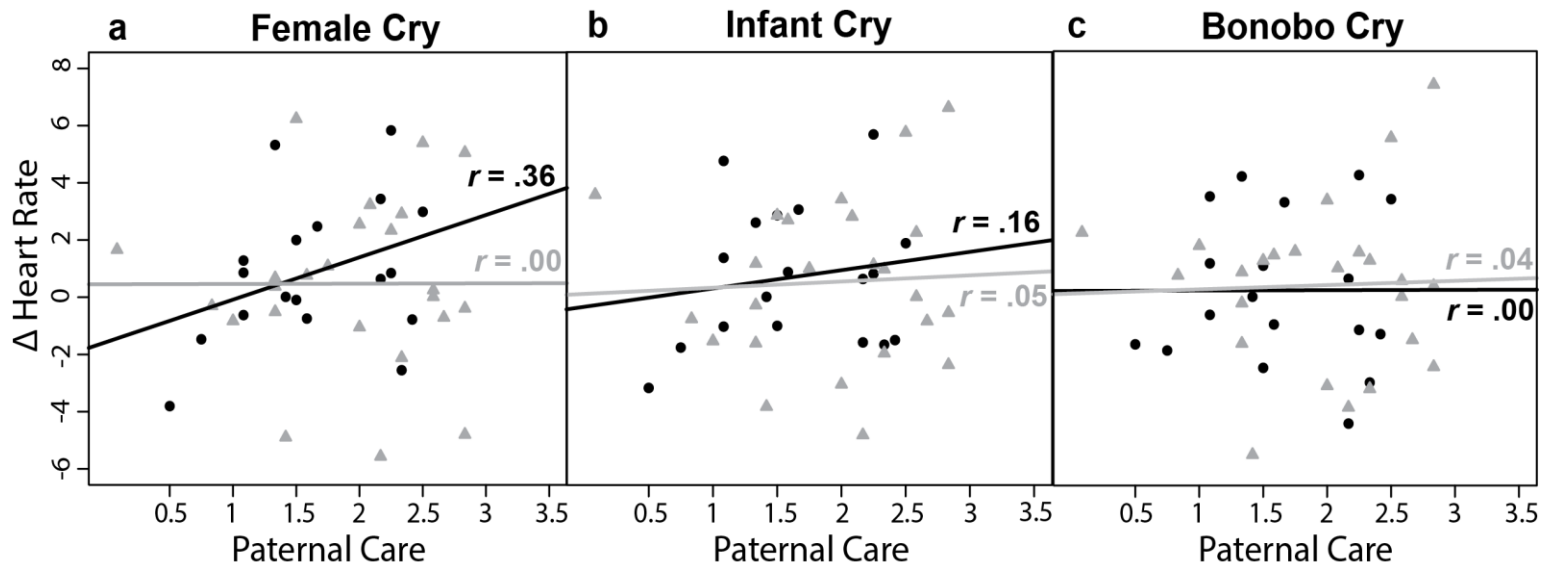 a Female Cry b Infant Cry c Bonobo Cry
Δ Heart Rate
8
6
4
2
0
-2
-4
-6
r = .36
r = .00
r = .16
r = .05
r = .04
r = .00
0.5 1 1.5 2 2.5 3 3.5 0.5 1 1.5 2 2.5 3 3.5 0.5 1 1.5 2 2.5 3 3.5
Paternal Care Paternal Care Paternal Care